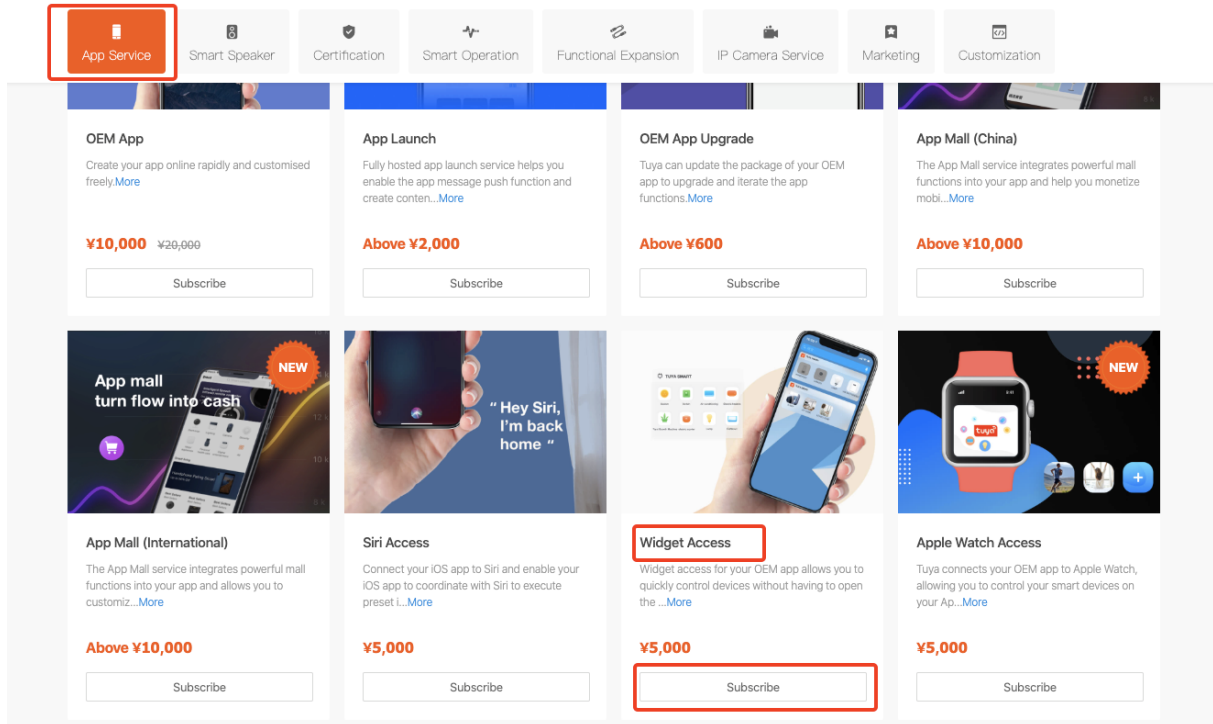 App Service
Smart Speaker
Certification
Smart Operation
Functional Expansion
IP Camera Service
Marketing
Customization
OEM App
Create your app online rapidly and customised
freely.More
¥10,000 ¥20,000
Subscribe
App Launch
Fully hosted app launch service helps you
enable the app message push function and
create conten...More
Above ¥2,000
Subscribe
OEM App Upgrade
Tuya can update the package of your OEM
app to upgrade and iterate the app
functions.More
Above ¥600
Subscribe
App Mall (China)
The App Mall service integrates powerful mall
functions into your app and help you monetize
mobi...More
Above ¥10,000
Subscribe
App mall
turn flow into cash
NEW
App Mall (International)
The App Mall service integrates powerful mall
functions into your app and allows you to
customiz...More
Above ¥10,000
Subscribe
“ Hey Siri,
I’m back
home “
Siri Access
Connect your iOS app to Siri and enable your
iOS app to coordinate with Siri to execute
preset i...More
¥5,000
Subscribe
TUYA SMART
Widget Access
Widget access for your OEM app allows you to
quickly control devices without having to open
the ...More
¥5,000
Subscribe
NEW
tuya
Apple Watch Access
Tuya connects your OEM app to Apple Watch,
allowing you to control your smart devices on
your Ap...More
¥5,000
Subscribe